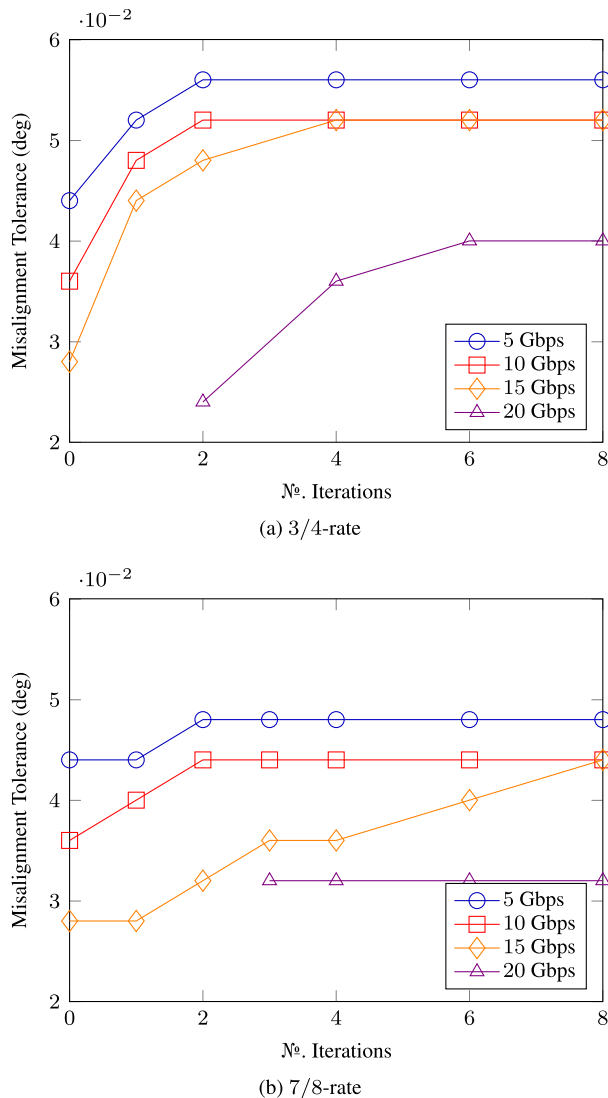 ·10−2
6
5
4
3
2
Misalignment Tolerance (deg)
0 2 4 6 8
№. Iterations
5 Gbps
10 Gbps
15 Gbps
20 Gbps
(a) 3/4-rate
·10−2
6
5
4
3
2
Misalignment Tolerance (deg)
0 2 4 6 8
№. Iterations
5 Gbps
10 Gbps
15 Gbps
20 Gbps
(b) 7/8-rate